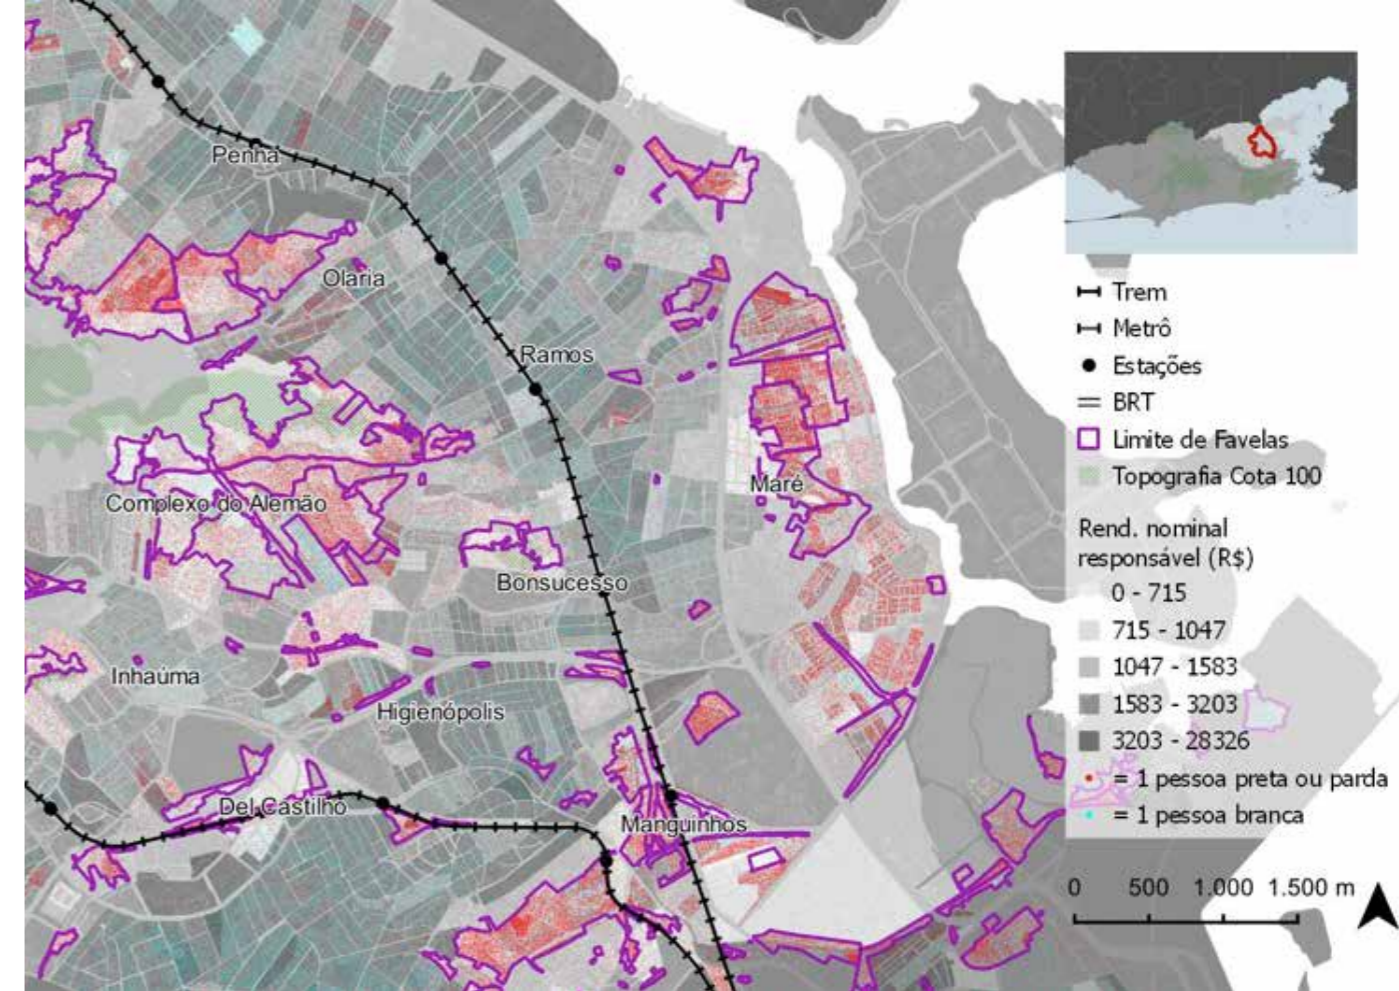 Penha
Olaria
Ramos
Maré
Complexo do Alemão
Bonsucesso
Inhaúma
Higienópolis
Del Castilho
Manguinhos
Trem
Metrô
Estações
BRT
Limite de Favelas
Topografia Cota 100
Rend. nominal
responsável (R$)
0 - 715
715 - 1047
1047 - 1583
1583 - 3203
3203 - 28326
= 1 pessoa preta ou parda
= 1 pessoa branca
0 500 1.000 1.500 m